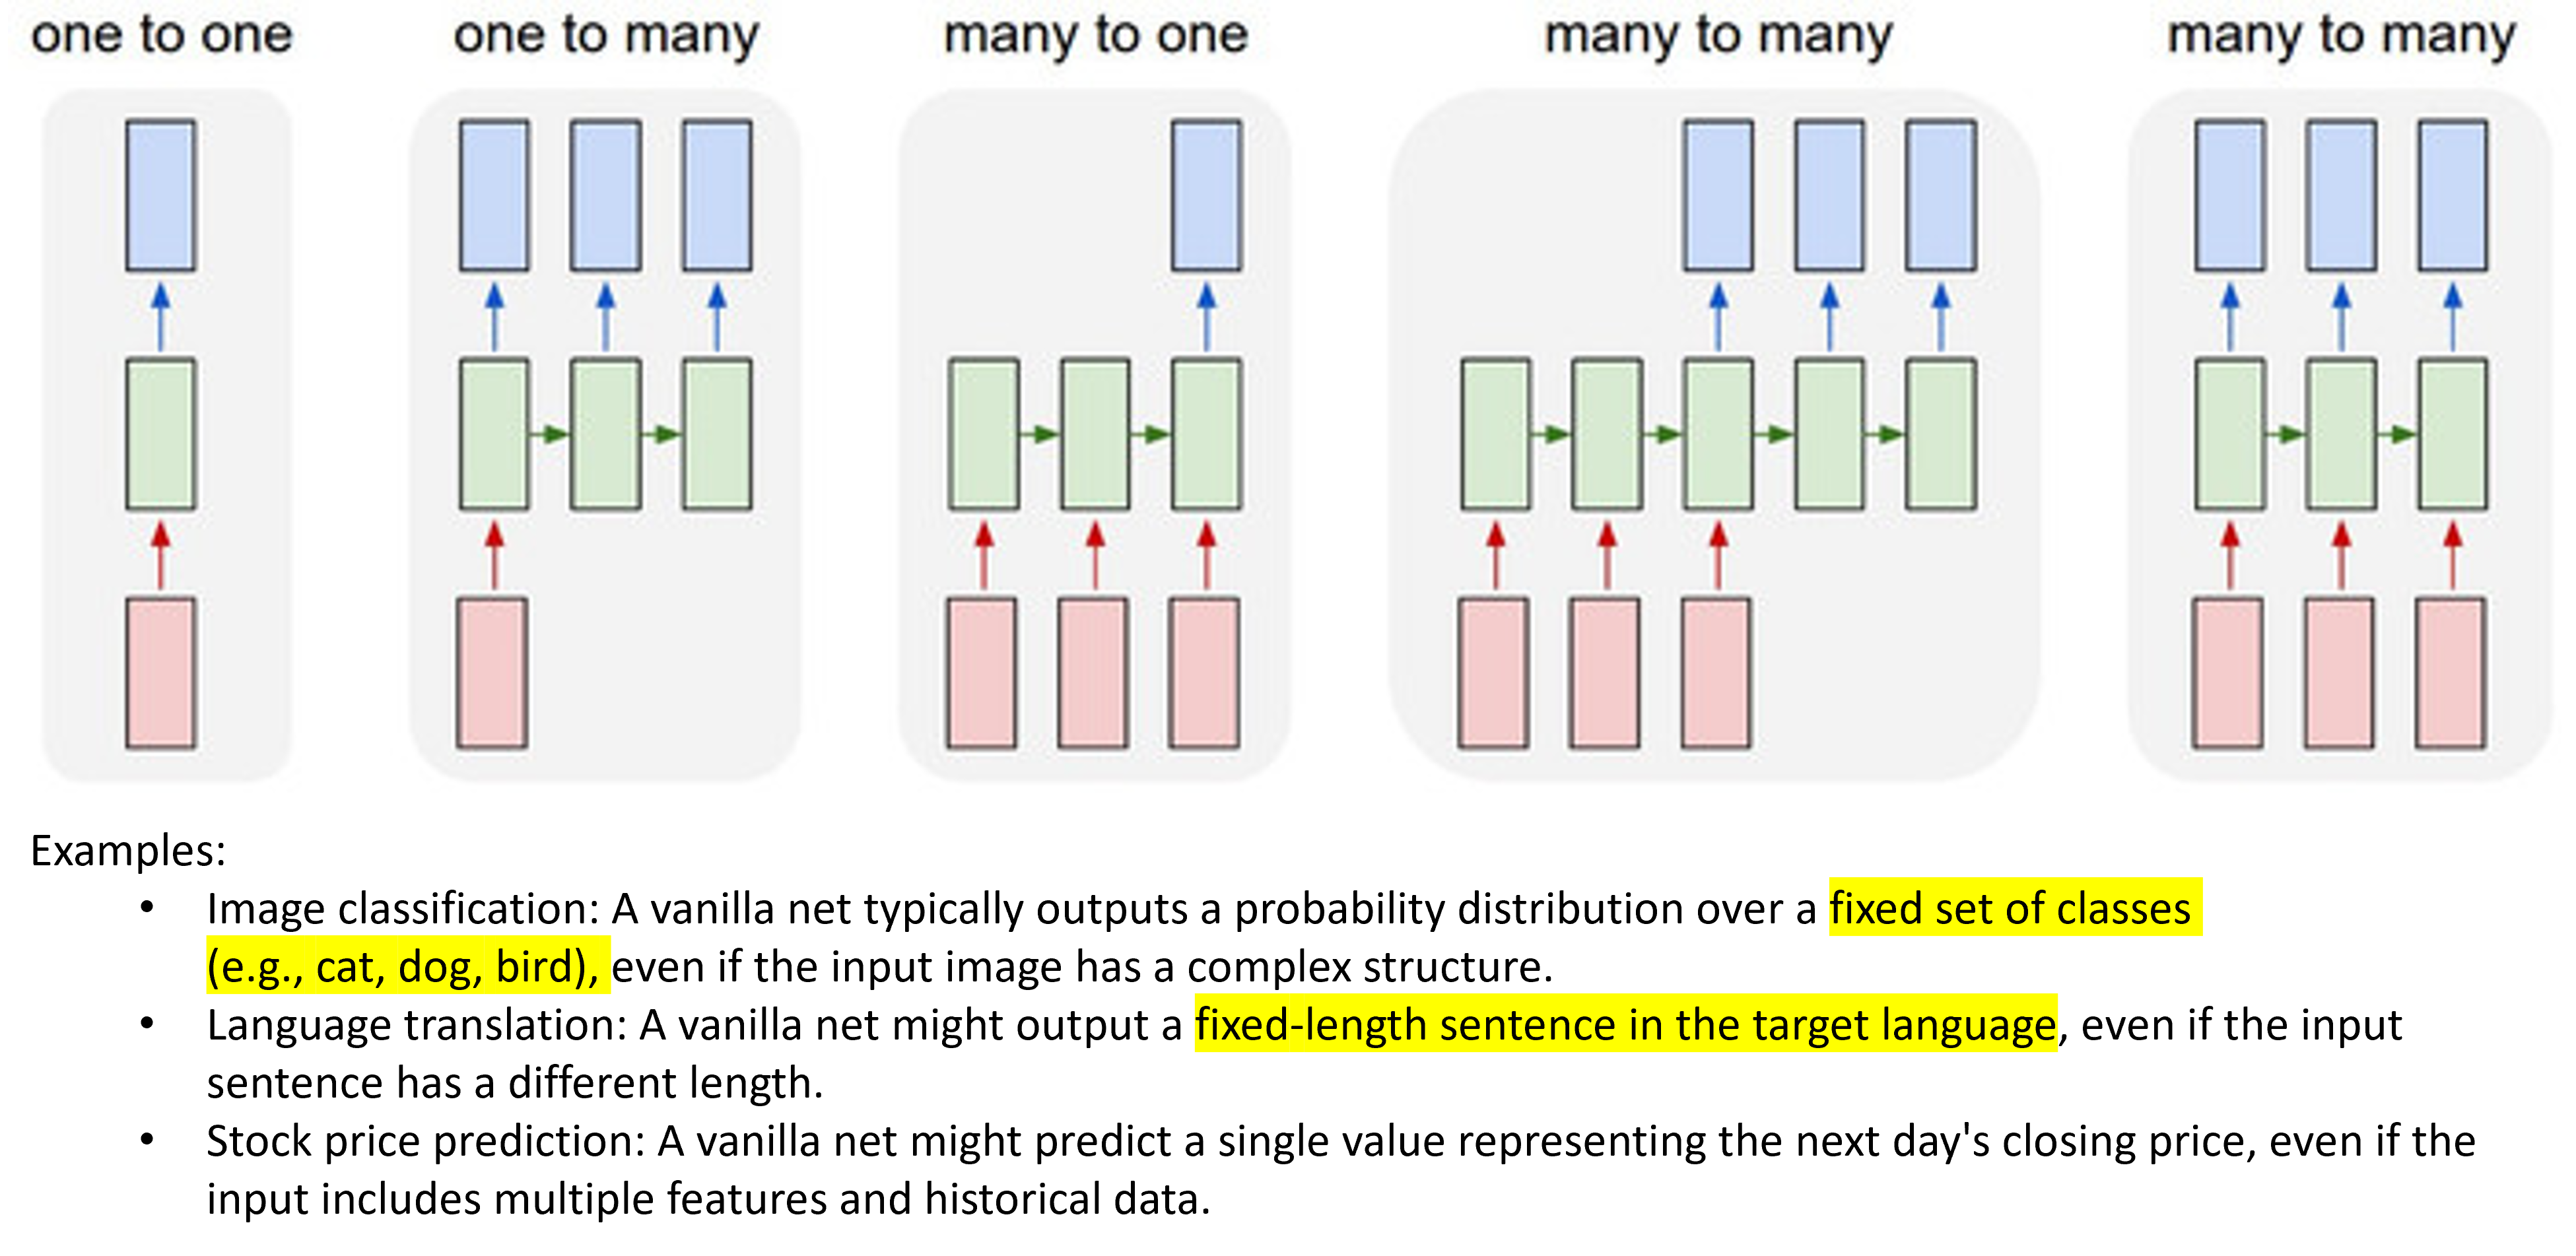 one to one one to many many to one many to many many to many
Examples:
• Image classification: A vanilla net typically outputs a probability distribution over a fixed set of classes
(e.g., cat, dog, bird), even if the input image has a complex structure.
• Language translation: A vanilla net might output a fixed-length sentence in the target language, even if the input
sentence has a different length.
• Stock price prediction: A vanilla net might predict a single value representing the next day's closing price, even if the
input includes multiple features and historical data.